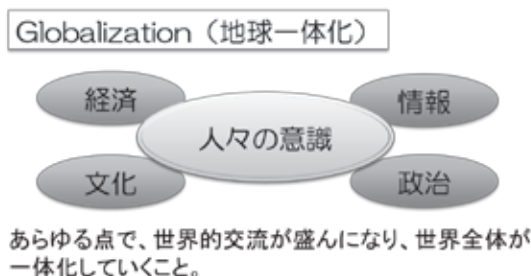 Globalization（地球一体化）
経済
情報
人々の意識
文化
政治
あらゆる点で、世界的交流が盛んになり、世界全体が
一体化していくこと。